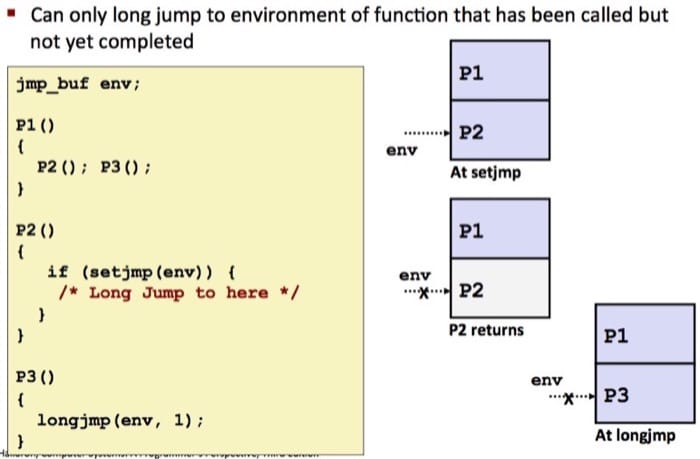 ▪ Can only long jump to environment of function that has been called but
not yet completed
jmp_buf env;
P1()
{
P2(); P3();
}
P2()
{
if (setjmp(env)) {
/* Long Jump to here */
}
}
P3()
{
longjmp(env, 1);
}
P1
env
P2
At setjmp
P1
env
X
P2
P2 returns
P1
env
X
P3
At longjmp